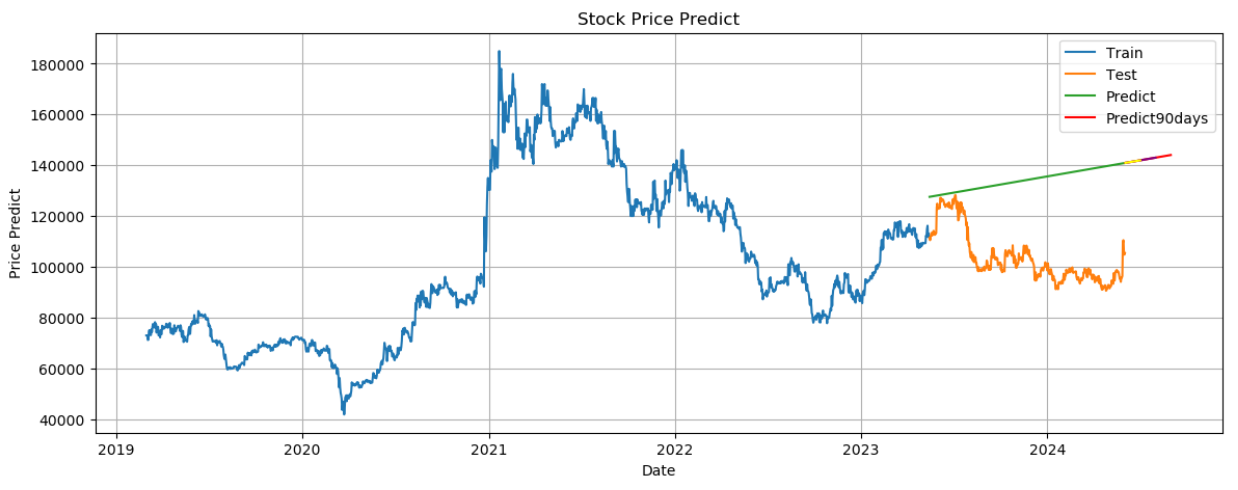 Stock Price Predict
Price Predict
180000
160000
140000
120000
100000
80000
60000
40000
Train
Test
Predict
Predict90days
2019
2020
2021
2022
2023
2024
Date